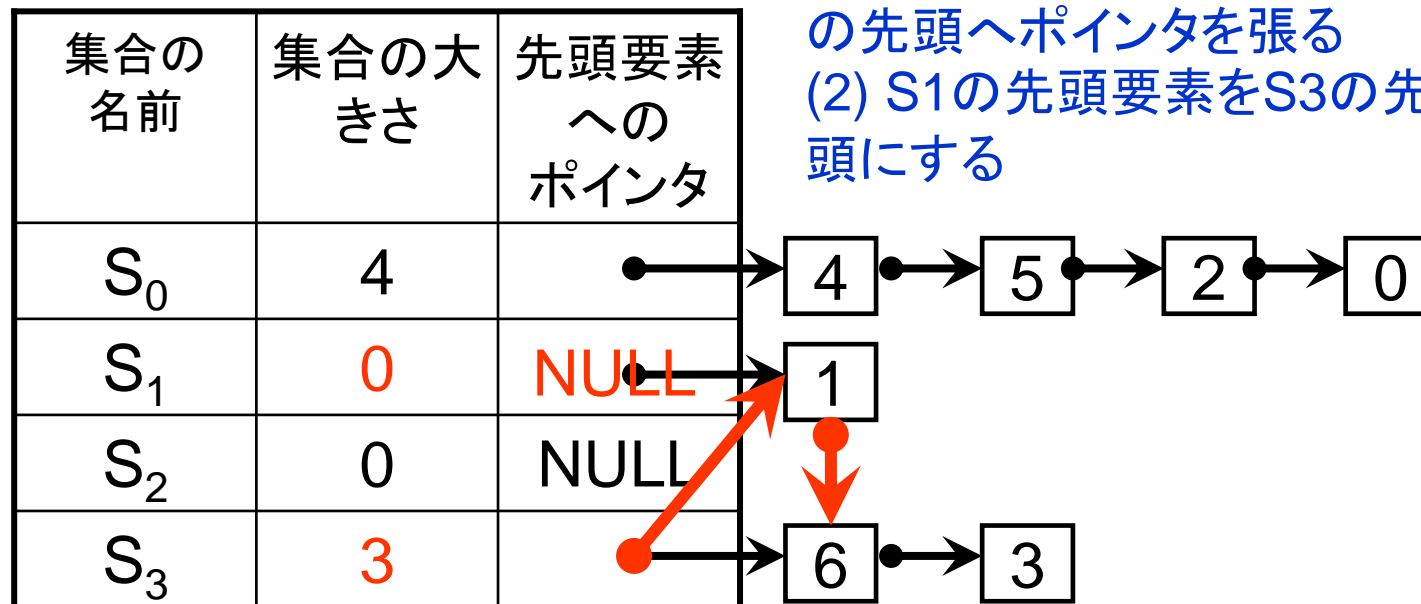 集合の
名前
集合の大
きさ
先頭要素
への
ポインタ
の先頭へポインタを張る
(2) S1の先頭要素をS3の先
頭にする
S0 4 4 5 2 0
S1 0 NULL 1
S2 0 NULL
S3 3 6 3